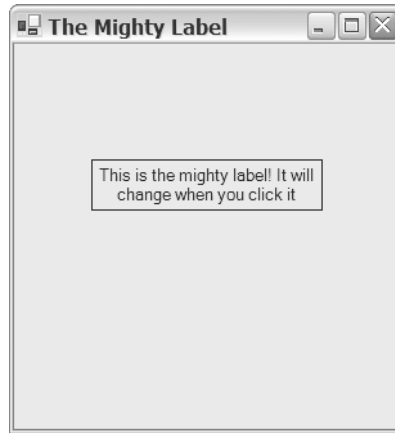 The Mighty Label
This is the mighty label! It will
change when you click it